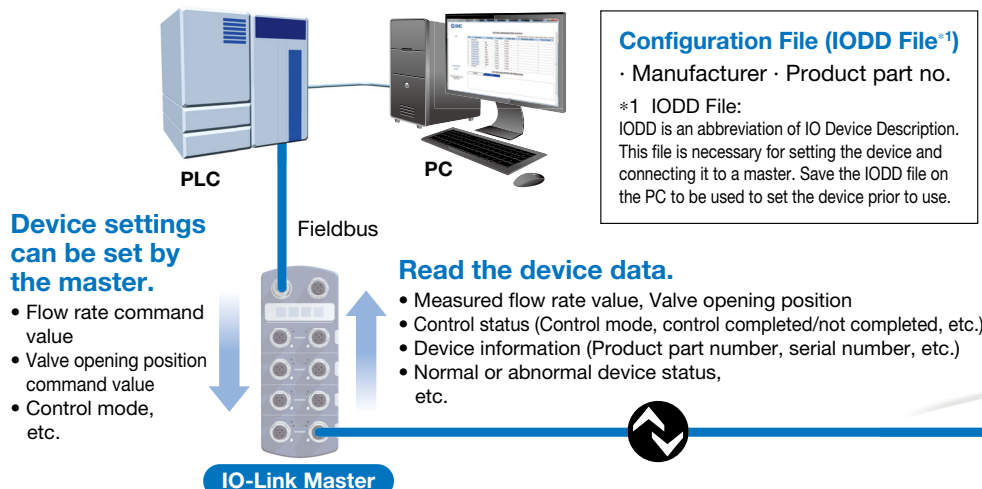 Configuration File (IODD File*1)
· Manufacturer · Product part no.
*1 IODD File:
IODD is an abbreviation of IO Device Description.
This file is necessary for setting the device and
connecting it to a master. Save the IODD file on
the PC to be used to set the device prior to use.
PLC
PC
Device settings
can be set by
the master.
• Flow rate command
value
• Valve opening position
command value
• Control mode,
etc.
Fieldbus
Read the device data.
• Measured flow rate value, Valve opening position
• Control status (Control mode, control completed/not completed, etc.)
• Device information (Product part number, serial number, etc.)
• Normal or abnormal device status,
etc.
IO-Link Master